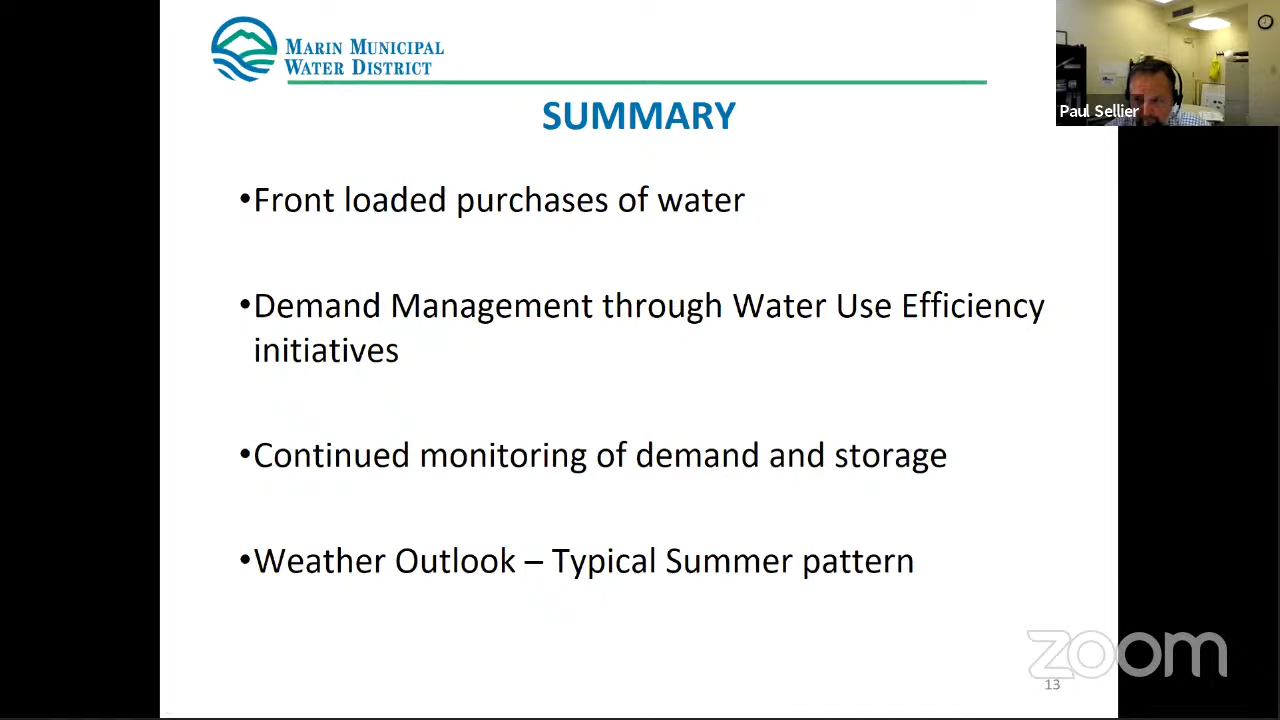 MARIN MUNICIPAL
WATER DISTRICT
SUMMARY
Paul Sellier
•Front loaded purchases of water
•Demand Management through Water Use Efficiency
initiatives
•Continued monitoring of demand and storage
•Weather Outlook – Typical Summer pattern
zoom
13